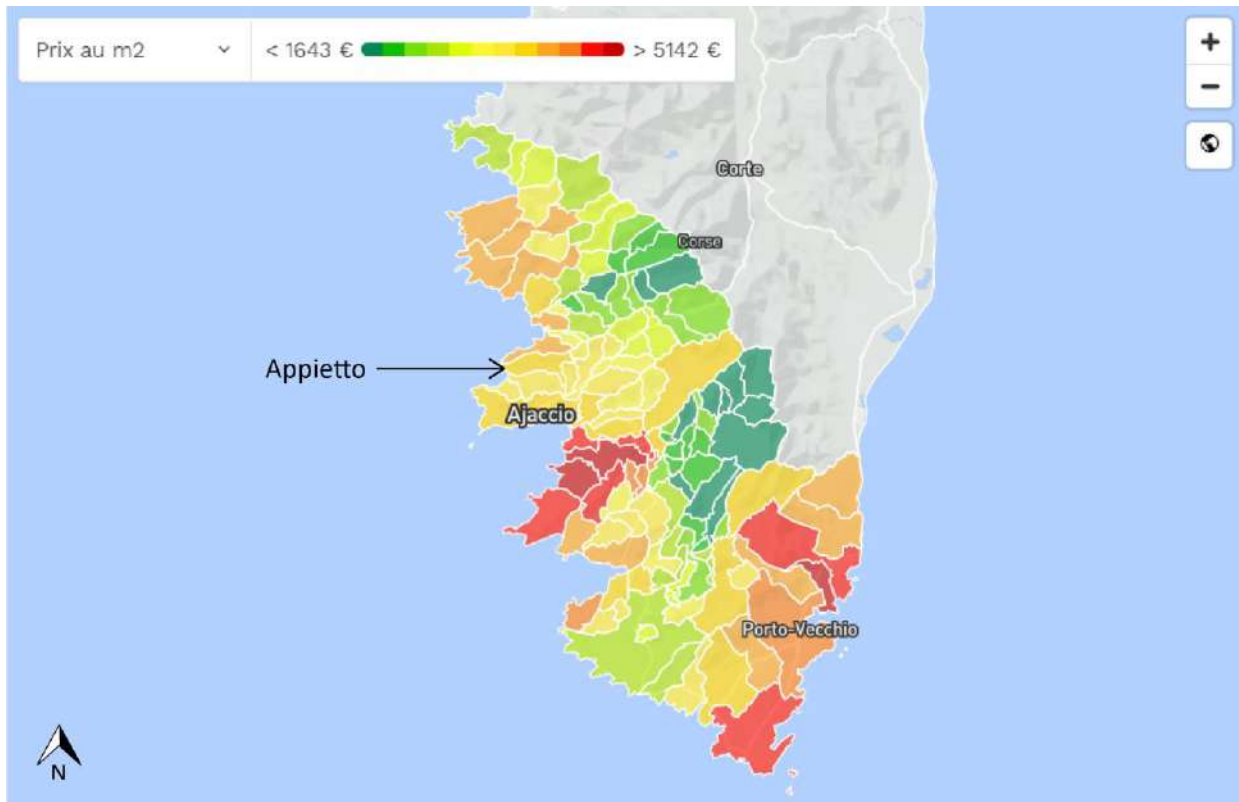 Prix au m2
< 1643 €
> 5142 €
+
−
Corte
Corse
Appietto
Ajaccio
Porto-Vecchio
N